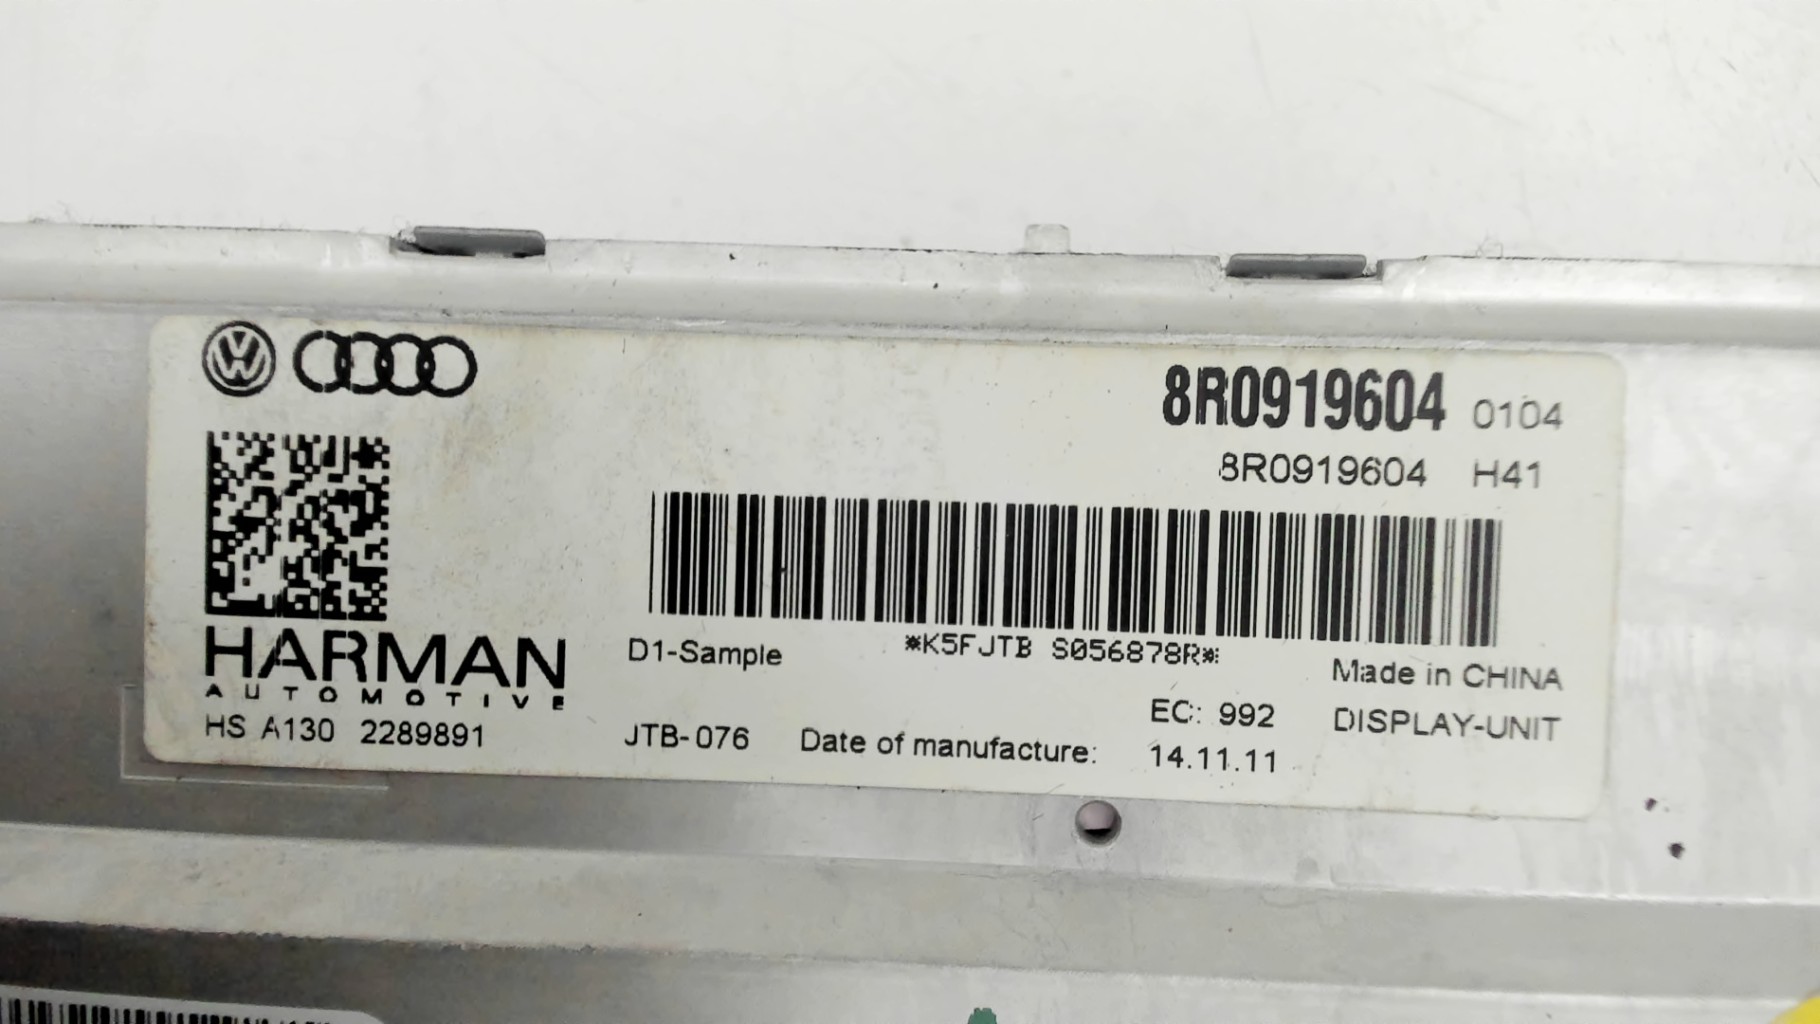 8R0919604 0104
8R0919604 H41
HARMAN
AUTOMOTIVE
D1-Sample *K5FJTB S056878R* Made in CHINA
EC: 992 DISPLAY-UNIT
HS A130 2289891 JTB-076 Date of manufacture: 14.11.11